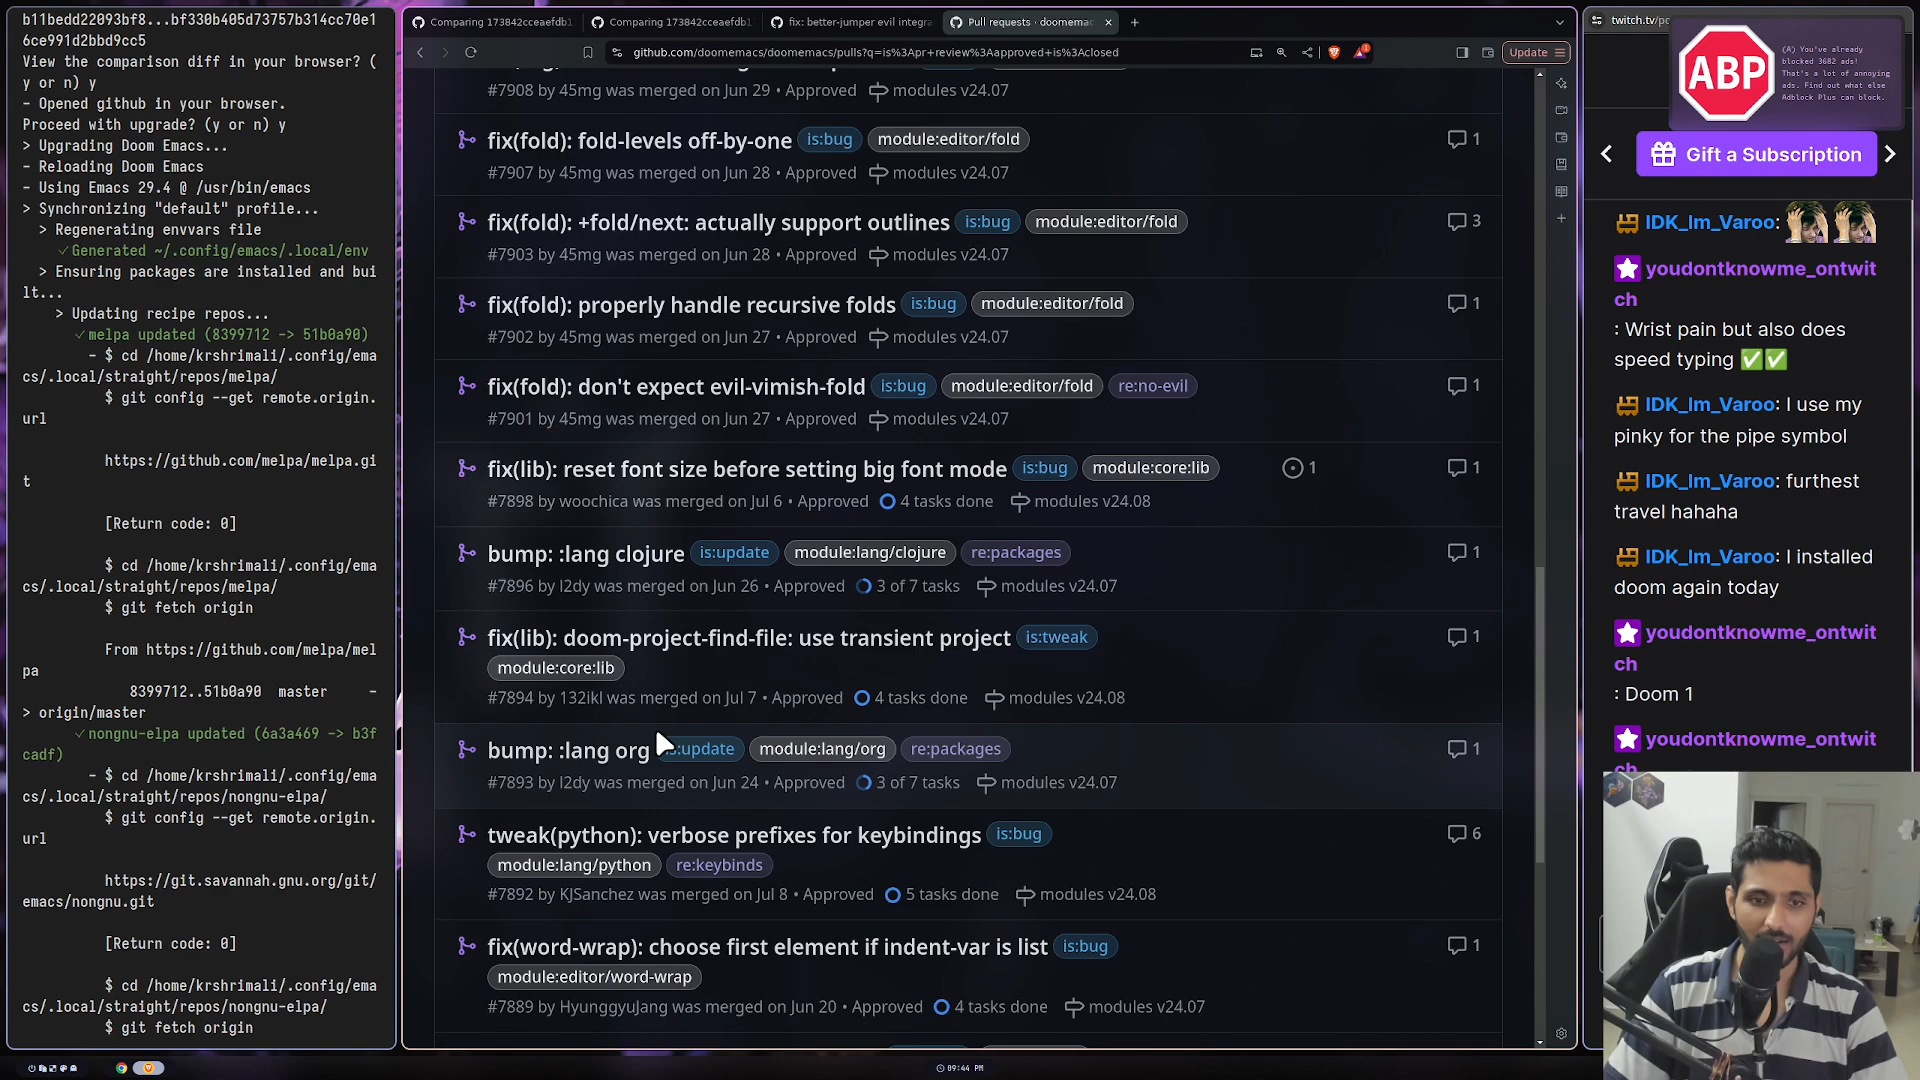 b11bedd22093bf8...bf330b405d73757b314cc70e1
6ce991d2bbd9cc5
View the comparison diff in your browser? (
y or n) y
- Opened github in your browser.
Proceed with upgrade? (y or n) y
> Upgrading Doom Emacs...
- Reloading Doom Emacs
- Using Emacs 29.4 @ /usr/bin/emacs
> Synchronizing "default" profile...
> Regenerating envvars file
✓Generated ~/.config/emacs/.local/env
> Ensuring packages are installed and bui
lt...
> Updating recipe repos...
✓melpa updated (8399712 -> 51b0a90)
- $ cd /home/krshrimali/.config/ema
cs/.local/straight/repos/melpa/
$ git config --get remote.origin.
url
https://github.com/melpa/melpa.gi
t
[Return code: 0]
$ cd /home/krshrimali/.config/ema
cs/.local/straight/repos/melpa/
$ git fetch origin
From https://github.com/melpa/mel
pa
8399712..51b0a90  master     -
> origin/master
✓nongnu-elpa updated (6a3a469 -> b3f
cadf)
- $ cd /home/krshrimali/.config/ema
cs/.local/straight/repos/nongnu-elpa/
$ git config --get remote.origin.
url
https://git.savannah.gnu.org/git/
emacs/nongnu.git
[Return code: 0]
$ cd /home/krshrimali/.config/ema
cs/.local/straight/repos/nongnu-elpa/
$ git fetch origin
Comparing 173842cceaefdb1
Comparing 173842cceaefdb1
fix: better-jumper evil integra
Pull requests · doomemac
github.com/doomemacs/doomemacs/pulls?q=is%3Apr+review%3Aapproved+is%3Aclosed
Update
#7908 by 45mg was merged on Jun 29 • Approved modules v24.07
fix(fold): fold-levels off-by-one is:bug module:editor/fold 1
#7907 by 45mg was merged on Jun 28 • Approved modules v24.07
fix(fold): +fold/next: actually support outlines is:bug module:editor/fold 3
#7903 by 45mg was merged on Jun 28 • Approved modules v24.07
fix(fold): properly handle recursive folds is:bug module:editor/fold 1
#7902 by 45mg was merged on Jun 27 • Approved modules v24.07
fix(fold): don't expect evil-vimish-fold is:bug module:editor/fold re:no-evil 1
#7901 by 45mg was merged on Jun 27 • Approved modules v24.07
fix(lib): reset font size before setting big font mode is:bug module:core:lib 1 1
#7898 by woochica was merged on Jul 6 • Approved 4 tasks done modules v24.08
bump: :lang clojure is:update module:lang/clojure re:packages 1
#7896 by l2dy was merged on Jun 26 • Approved 3 of 7 tasks modules v24.07
fix(lib): doom-project-find-file: use transient project is:tweak 1
module:core:lib
#7894 by 132ikl was merged on Jul 7 • Approved 4 tasks done modules v24.08
bump: :lang org :update module:lang/org re:packages 1
#7893 by l2dy was merged on Jun 24 • Approved 3 of 7 tasks modules v24.07
tweak(python): verbose prefixes for keybindings is:bug 6
module:lang/python re:keybinds
#7892 by KJSanchez was merged on Jul 8 • Approved 5 tasks done modules v24.08
fix(word-wrap): choose first element if indent-var is list is:bug 1
module:editor/word-wrap
#7889 by HyunggyuJang was merged on Jun 20 • Approved 4 tasks done modules v24.07
twitch.tv/po
ABP
(A) You've already
blocked 3682 ads!
That's a lot of annoying
ads. Find out what else
Adblock Plus can block.
Gift a Subscription
IDK_Im_Varoo:
youdontknowme_ontwit
ch
: Wrist pain but also does
speed typing ✅✅
IDK_Im_Varoo: I use my
pinky for the pipe symbol
IDK_Im_Varoo: furthest
travel hahaha
IDK_Im_Varoo: I installed
doom again today
youdontknowme_ontwit
ch
: Doom 1
youdontknowme_ontwit
09:44 PM